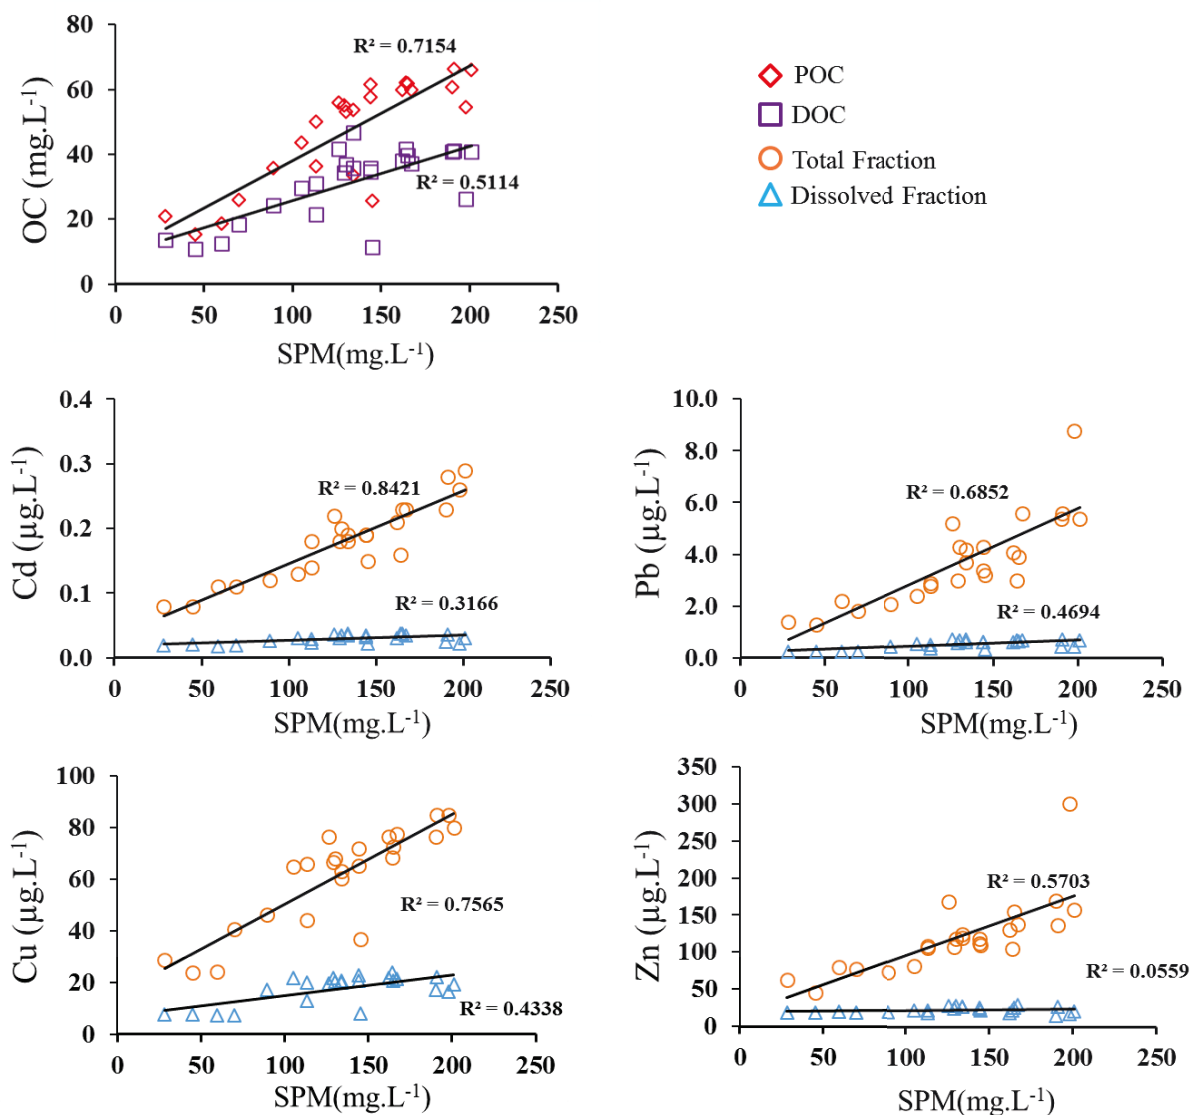 80
60
40
20
0
OC (mg.L⁻¹)
R² = 0.7154
R² = 0.5114
0 50 100 150 200 250
SPM(mg.L⁻¹)
POC
DOC
Total Fraction
Dissolved Fraction
0.4
0.3
0.2
0.1
0.0
Cd (µg.L⁻¹)
R² = 0.8421
R² = 0.3166
0 50 100 150 200 250
SPM(mg.L⁻¹)
10.0
8.0
6.0
4.0
2.0
0.0
Pb (µg.L⁻¹)
R² = 0.6852
R² = 0.4694
0 50 100 150 200 250
SPM(mg.L⁻¹)
100
80
60
40
20
0
Cu (µg.L⁻¹)
R² = 0.7565
R² = 0.4338
0 50 100 150 200 250
SPM(mg.L⁻¹)
350
300
250
200
150
100
50
0
Zn (µg.L⁻¹)
R² = 0.5703
R² = 0.0559
0 50 100 150 200 250
SPM(mg.L⁻¹)